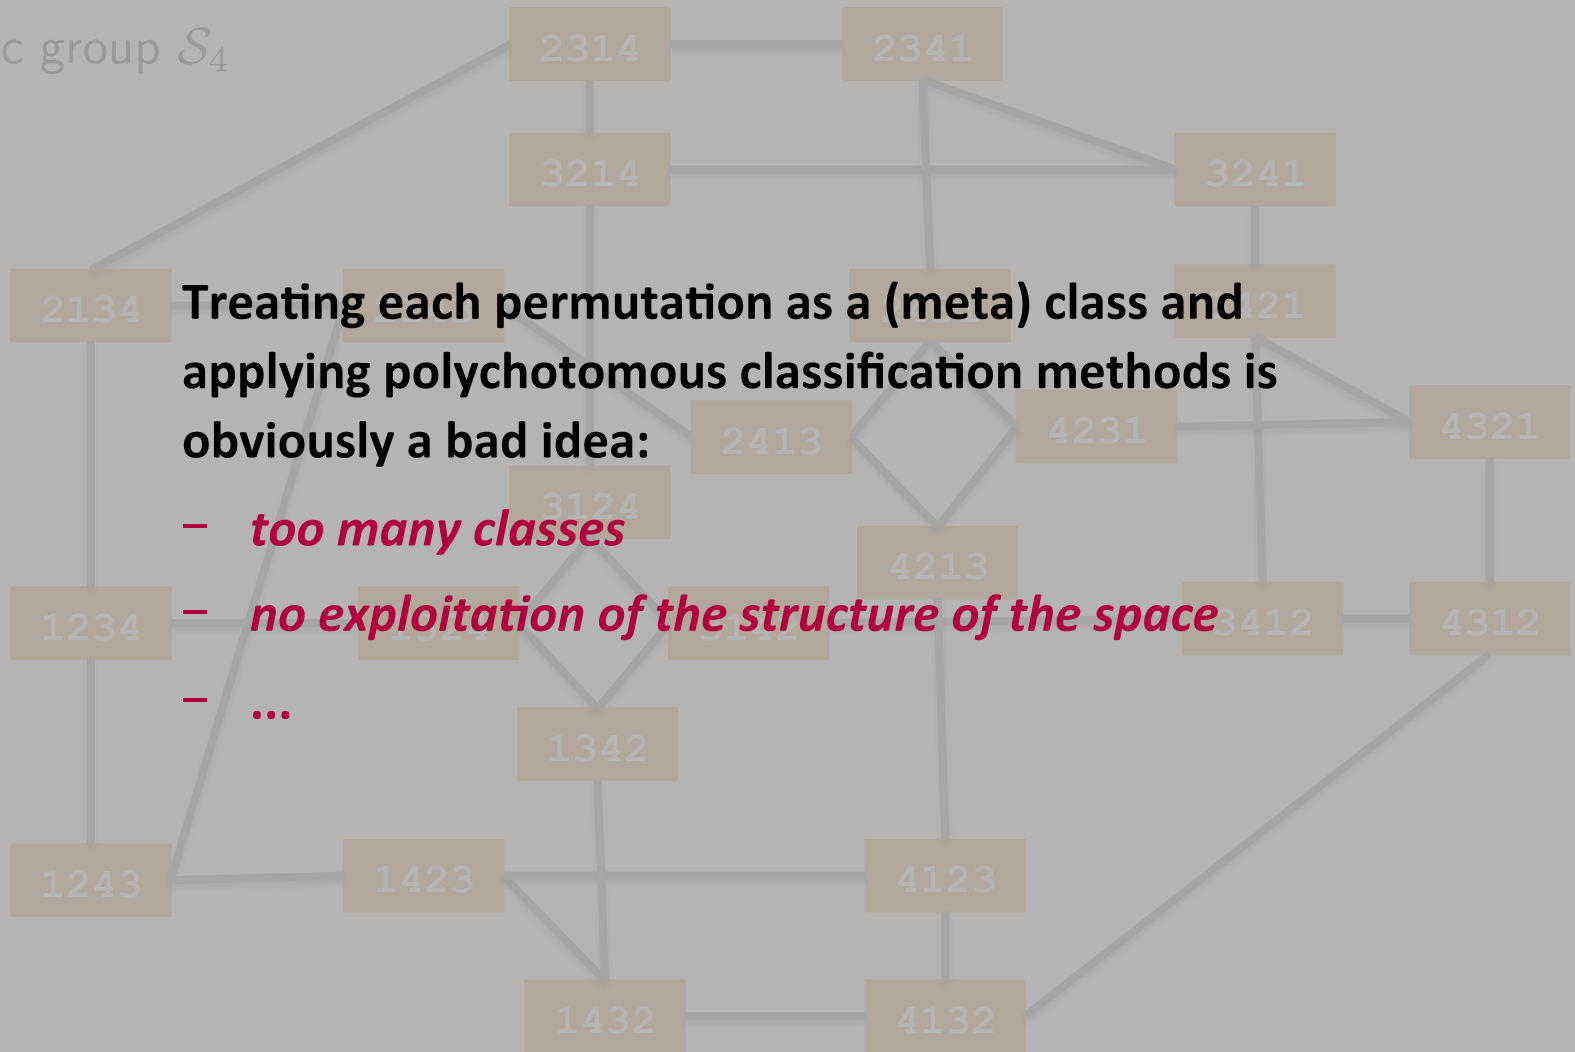 c group S₄
2314 2341
3214 3241
2134
Treating each permutation as a (meta) class and
applying polychotomous classification methods is
obviously a bad idea:
2413 4231 4321
3124
– too many classes
4213
– no exploitation of the structure of the space
1234 3412 4312
– ...
1342
1243 1423 4123
1432 4132